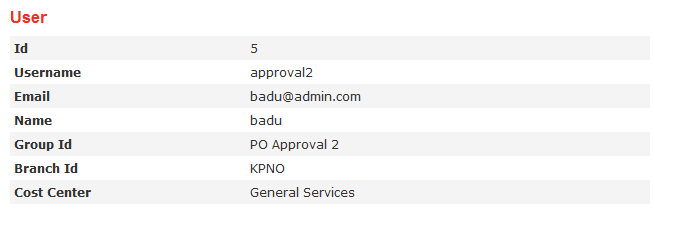 User
Id 5
Username approval2
Email badu@admin.com
Name badu
Group Id PO Approval 2
Branch Id KPNO
Cost Center General Services